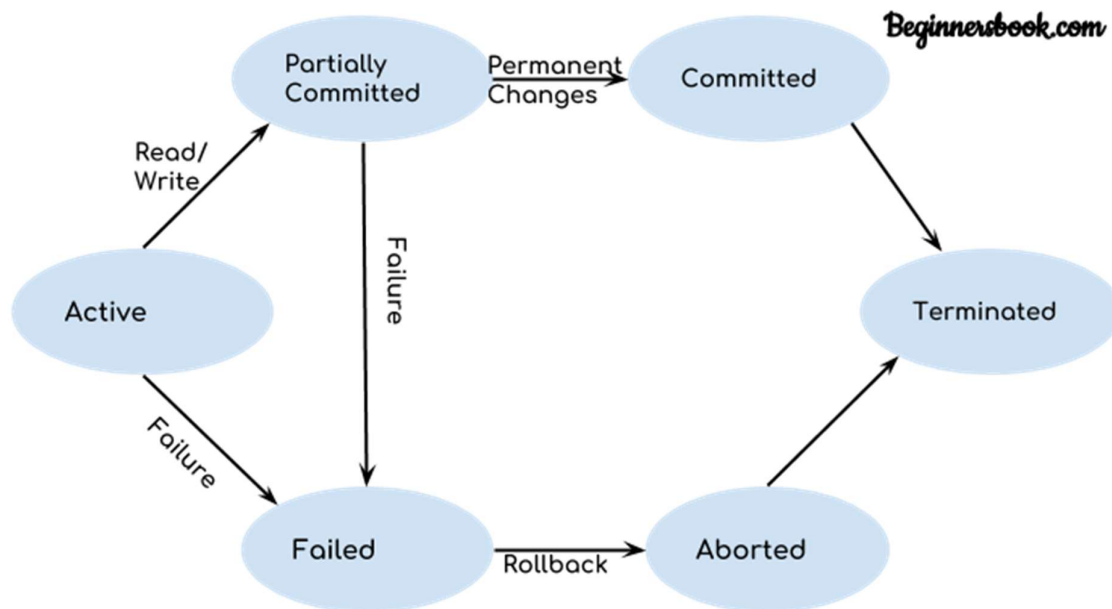 Beginnersbook.com
Partially
Committed
Permanent
Changes
Committed
Read/
Write
Failure
Active
Terminated
Failure
Failed
Rollback
Aborted